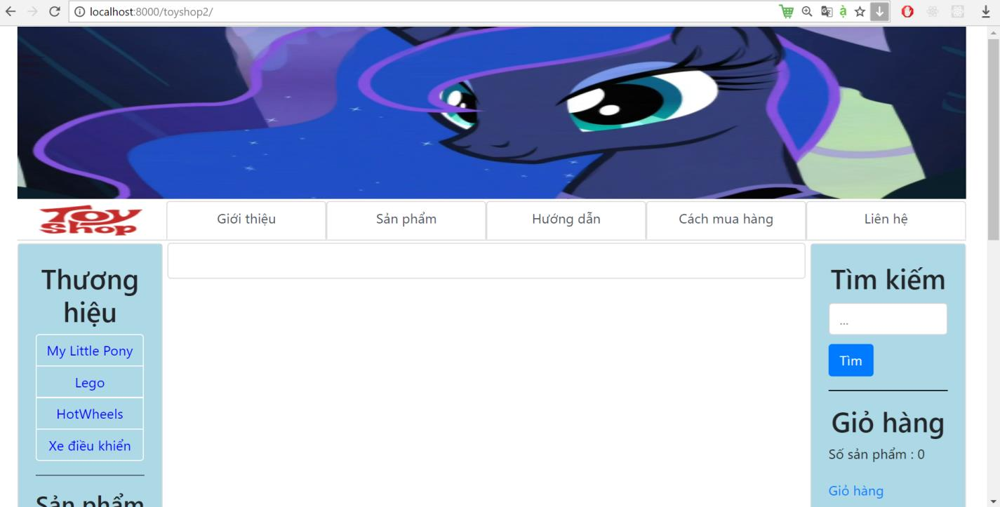 localhost:8000/toyshop2/
Toy
Shop
Giới thiệu
Sản phẩm
Hướng dẫn
Cách mua hàng
Liên hệ
Thương
hiệu
My Little Pony
Lego
HotWheels
Xe điều khiển
Sản phẩm
Tìm kiếm
...
Tìm
Giỏ hàng
Số sản phẩm : 0
Giỏ hàng